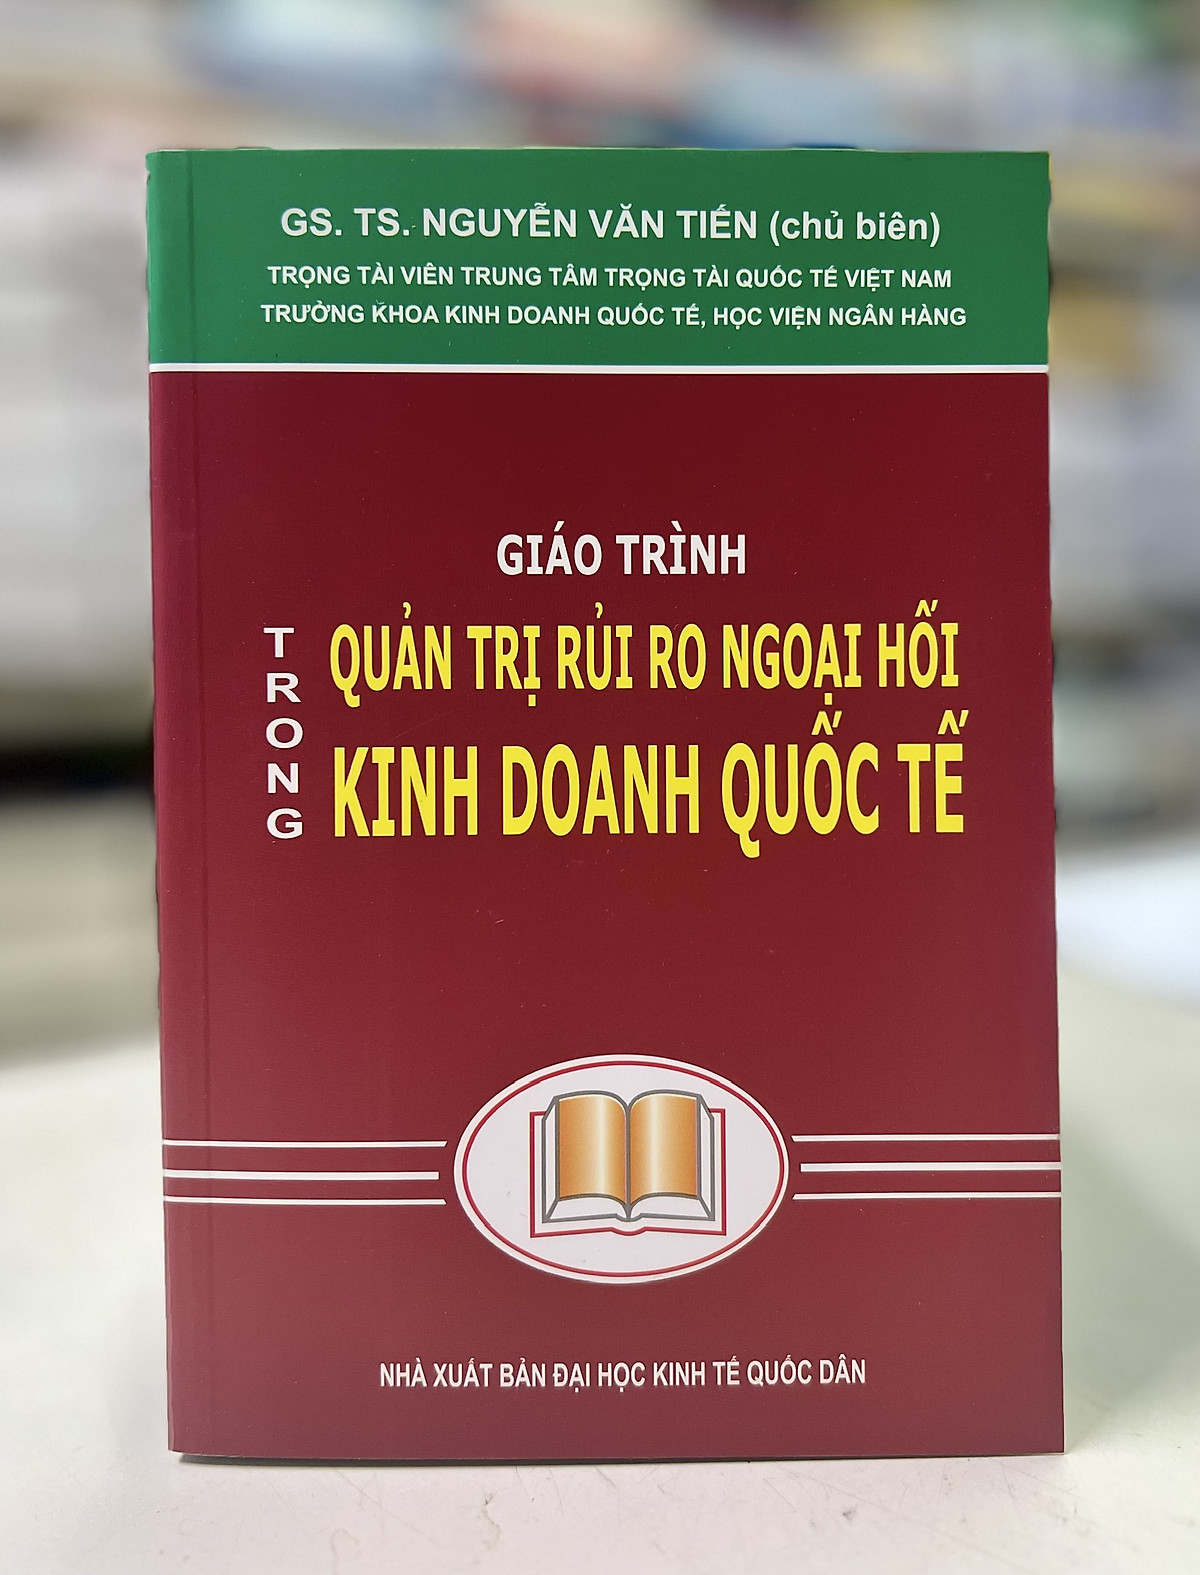 GS. TS. NGUYỄN VĂN TIẾN (chủ biên)
TRỌNG TÀI VIÊN TRUNG TÂM TRỌNG TÀI QUỐC TẾ VIỆT NAM
TRƯỞNG KHOA KINH DOANH QUỐC TẾ, HỌC VIỆN NGÂN HÀNG
GIÁO TRÌNH
QUẢN TRỊ RỦI RO NGOẠI HỐI
TRONG
KINH DOANH QUỐC TẾ
NHÀ XUẤT BẢN ĐẠI HỌC KINH TẾ QUỐC DÂN